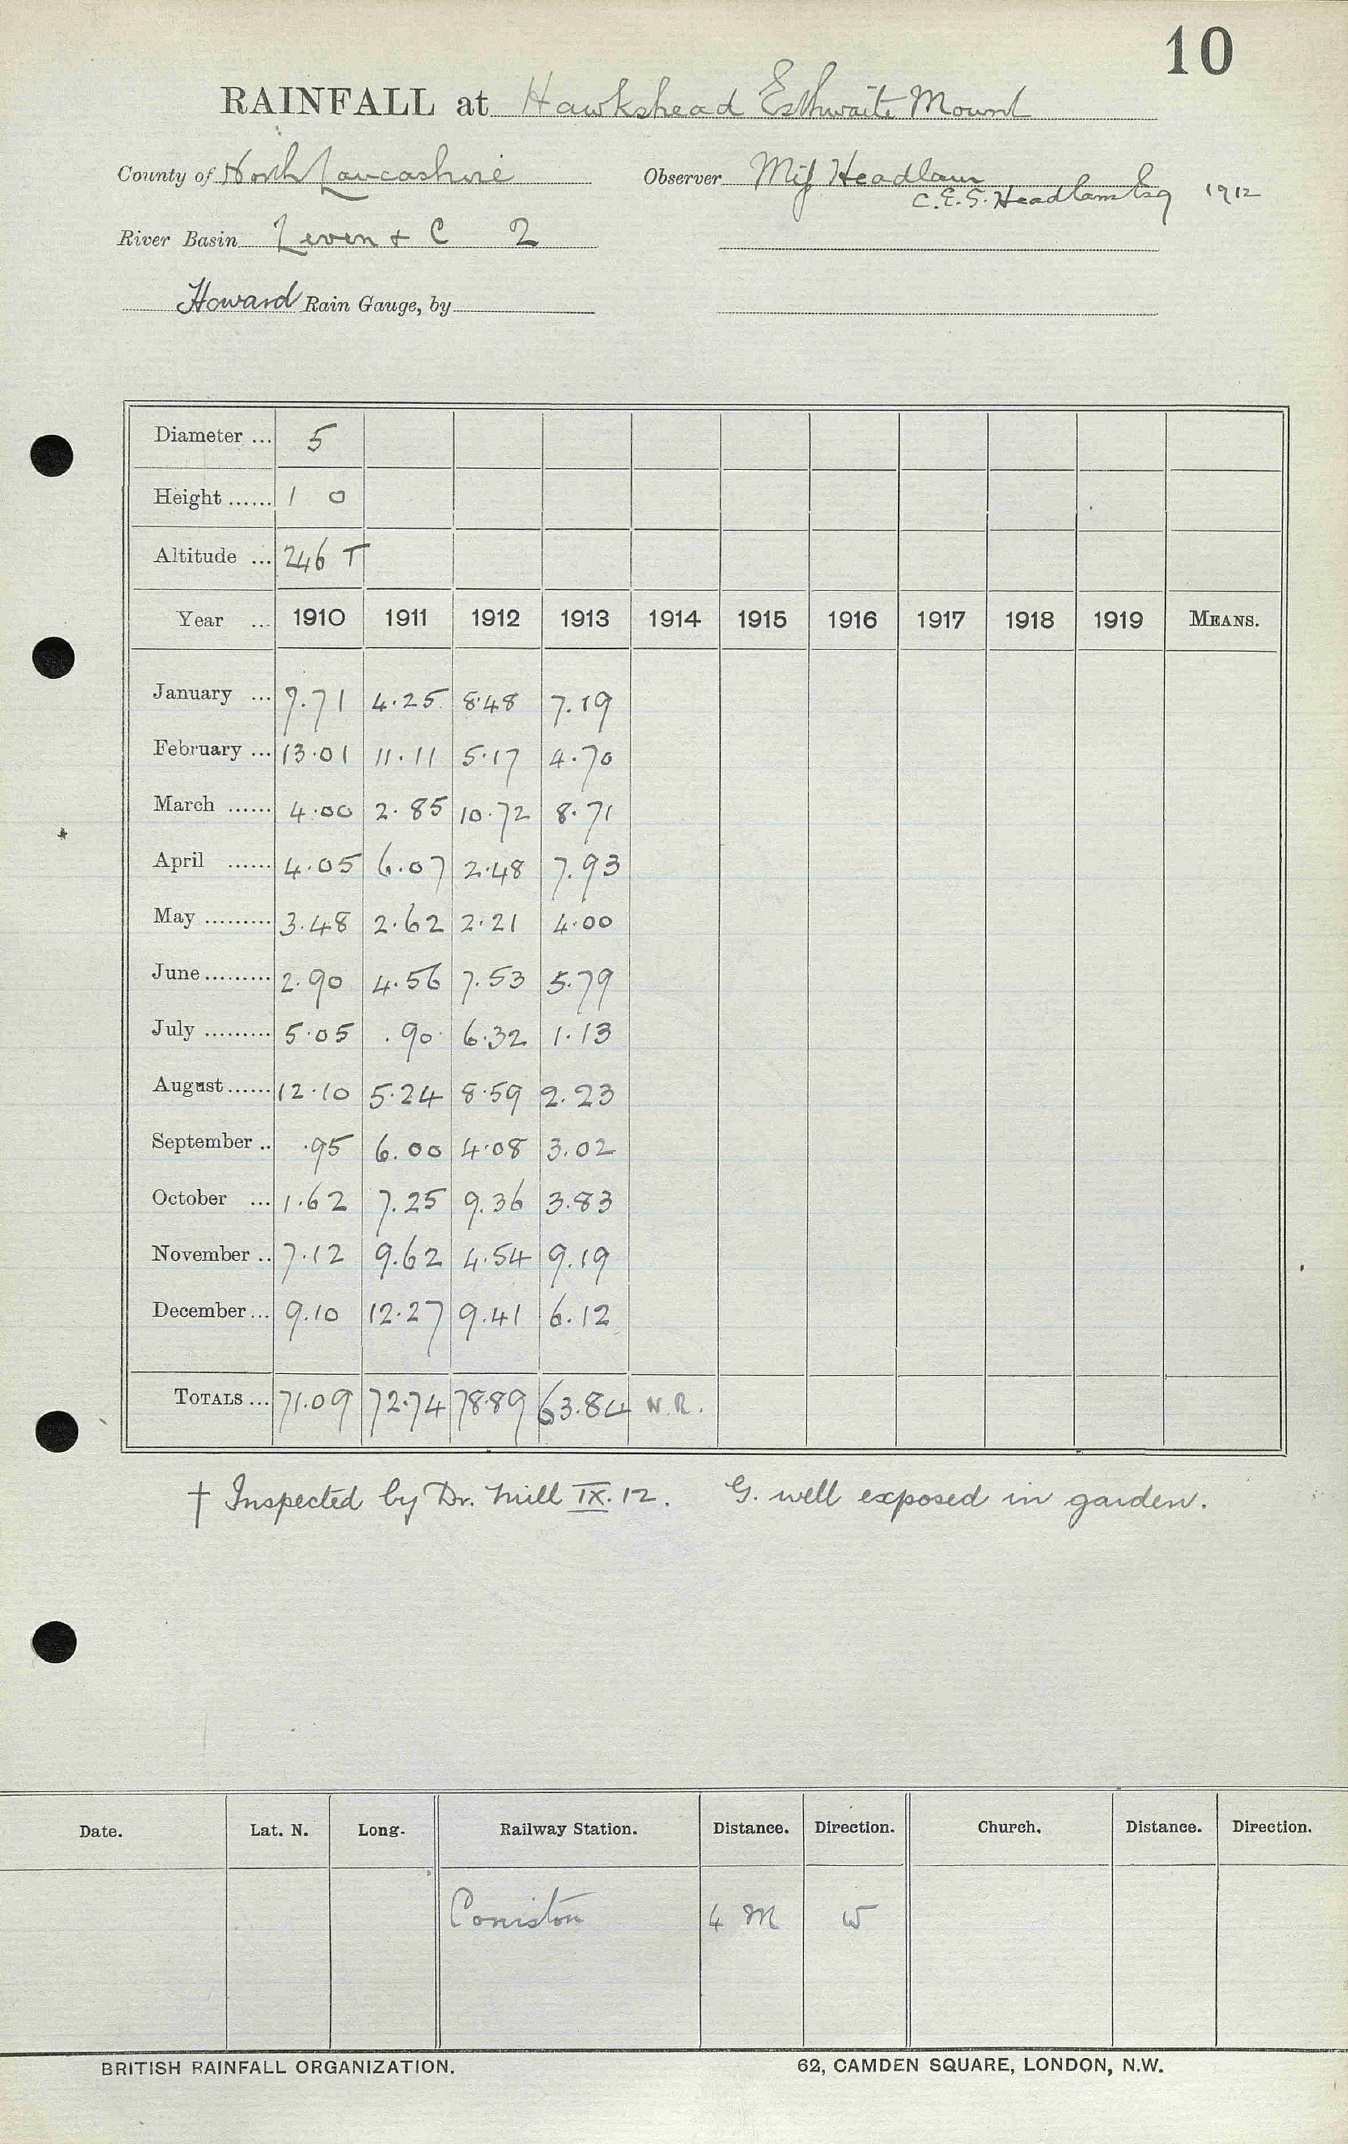 10
RAINFALL at Hawkshead Esthwaite Mount
County of North Lancashire Observer Miss Headlam
C.E.S. Headlam Esq 1912
River Basin Leven & C 2
Howard Rain Gauge, by
Diameter ... 5
Height ...... 1 0
Altitude ... 246 T
Year ... 1910 1911 1912 1913 1914 1915 1916 1917 1918 1919 MEANS.
January ... 7.71 4.25 8.48 7.19
February ... 13.01 11.11 5.17 4.70
March ...... 4.00 2.85 10.72 8.71
April ...... 4.05 6.07 2.48 7.93
May ......... 3.48 2.62 2.21 4.00
June ......... 2.90 4.56 7.53 5.79
July ......... 5.05 .90 6.32 1.13
August ...... 12.10 5.24 8.59 2.23
September .. .95 6.00 4.08 3.02
October ... 1.62 7.25 9.36 3.83
November .. 7.12 9.62 4.54 9.19
December ... 9.10 12.27 9.41 6.12
TOTALS ... 71.09 72.74 78.89 63.84 N.R.
† Inspected by Dr. Mill IX.12. G. well exposed in garden.
Date. Lat. N. Long. Railway Station. Distance. Direction. Church. Distance. Direction.
Coniston 4 M W
BRITISH RAINFALL ORGANIZATION. 62, CAMDEN SQUARE, LONDON, N.W.